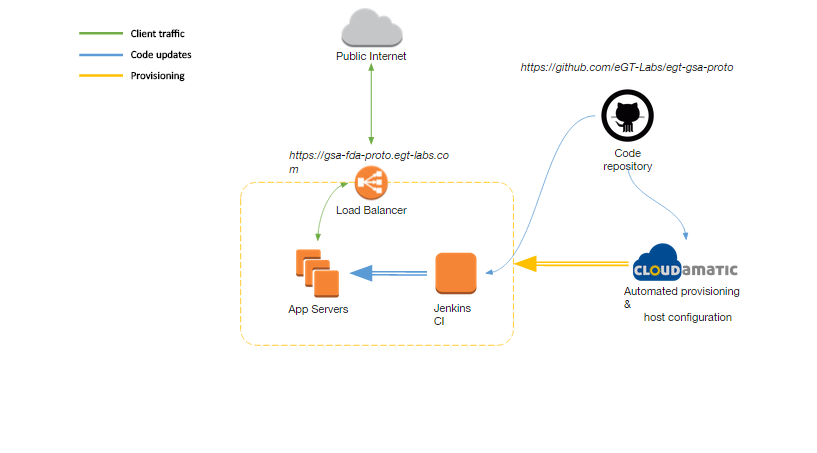 Client traffic
Code updates
Provisioning
Public Internet
https://github.com/eGT-Labs/egt-gsa-proto
Code
repository
https://gsa-fda-proto.egt-labs.co
m
Load Balancer
App Servers
Jenkins
CI
CLOUDAMATIC
Automated provisioning
&
host configuration